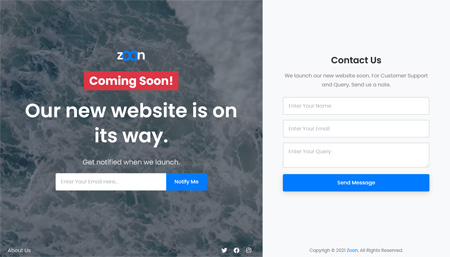 zoon
Coming Soon!
Our new website is on
its way.
Get notified when we launch.
Enter Your Email Here...
Notify Me
About Us
Contact Us
We launch our new website soon. For Customer Support
and Query, Send us a note.
Enter Your Name
Enter Your Email
Enter Your Query
Send Message
Copyrigh © 2021 Zoon. All Rights Reserved.